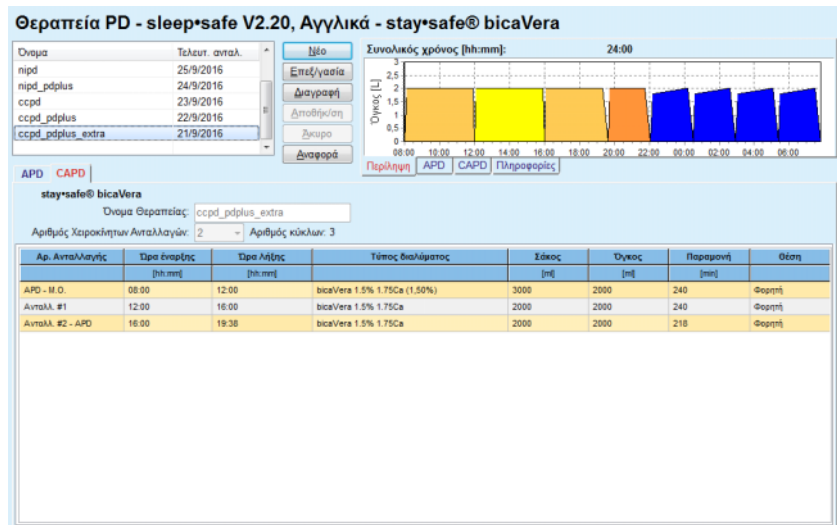 Θεραπεία PD - sleep•safe V2.20, Αγγλικά - stay•safe® bicaVera
Όνομα Τελευτ. ανταλ.
nipd 25/9/2016
nipd_pdplus 24/9/2016
ccpd 23/9/2016
ccpd_pdplus 22/9/2016
ccpd_pdplus_extra 21/9/2016
Νέο
Επεξ/γασία
Διαγραφή
Αποθήκ/ση
Άκυρο
Αναφορά
Συνολικός χρόνος [hh:mm]: 24:00
Όγκος [L]
3
2,5
2
1,5
1
0,5
0
08:00 10:00 12:00 14:00 16:00 18:00 20:00 22:00 00:00 02:00 04:00 06:00
Περίληψη APD CAPD Πληροφορίες
APD CAPD
stay•safe® bicaVera
Όνομα Θεραπείας: ccpd_pdplus_extra
Αριθμός Χειροκίνητων Ανταλλαγών: 2 Αριθμός κύκλων: 3
Αρ. Ανταλλαγής Ώρα έναρξης Ώρα Λήξης Τύπος διαλύματος Σάκος Όγκος Παραμονή Θέση
[hh:mm] [hh:mm] [ml] [ml] [min]
APD - Μ.Ο. 08:00 12:00 bicaVera 1.5% 1.75Ca (1,50%) 3000 2000 240 Φορητή
Ανταλλ. #1 12:00 16:00 bicaVera 1.5% 1.75Ca 2000 2000 240 Φορητή
Ανταλλ. #2 - APD 16:00 19:38 bicaVera 1.5% 1.75Ca 2000 2000 218 Φορητή